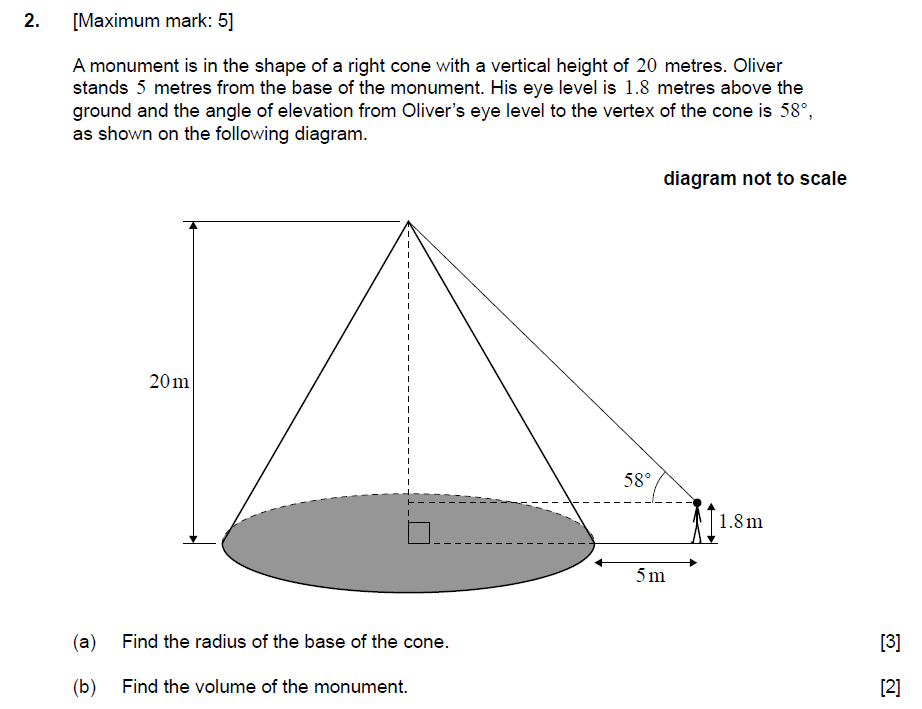 2. [Maximum mark: 5]
A monument is in the shape of a right cone with a vertical height of 20 metres. Oliver
stands 5 metres from the base of the monument. His eye level is 1.8 metres above the
ground and the angle of elevation from Oliver’s eye level to the vertex of the cone is 58°,
as shown on the following diagram.
diagram not to scale
20 m
58°
1.8 m
5 m
(a) Find the radius of the base of the cone. [3]
(b) Find the volume of the monument. [2]